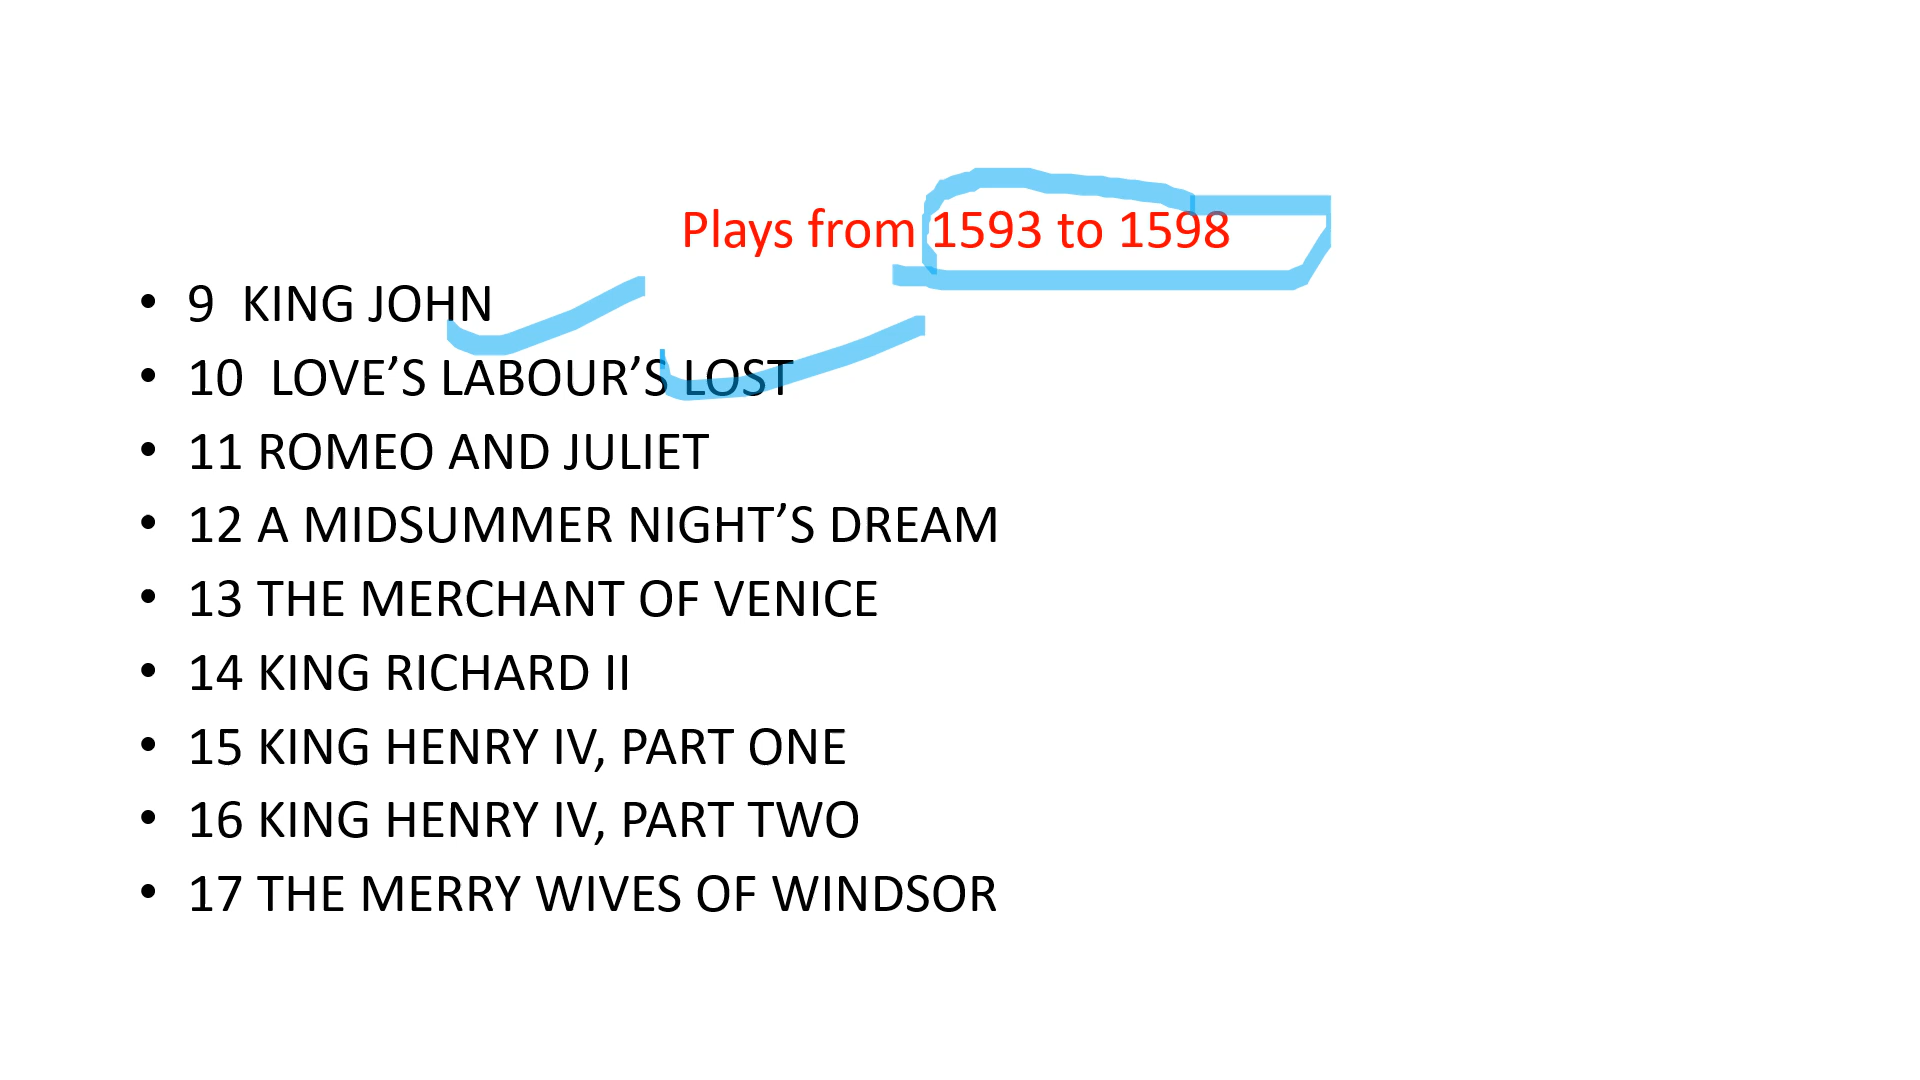 Plays from 1593 to 1598
• 9  KING JOHN
• 10  LOVE’S LABOUR’S LOST
• 11 ROMEO AND JULIET
• 12 A MIDSUMMER NIGHT’S DREAM
• 13 THE MERCHANT OF VENICE
• 14 KING RICHARD II
• 15 KING HENRY IV, PART ONE
• 16 KING HENRY IV, PART TWO
• 17 THE MERRY WIVES OF WINDSOR